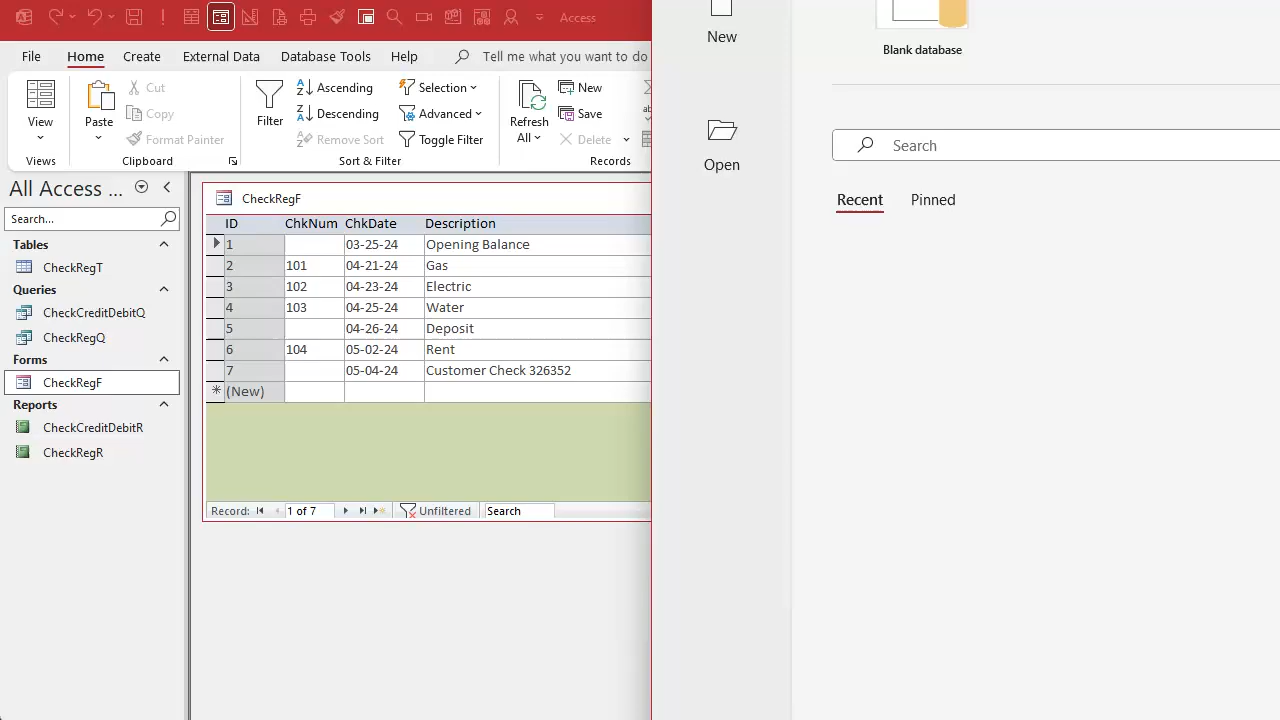 Access
File Home Create External Data Database Tools Help Tell me what you want to do
View
Views
Paste
Cut
Copy
Format Painter
Clipboard
Filter
Ascending
Descending
Remove Sort
Selection
Advanced
Toggle Filter
Sort & Filter
Refresh
All
New
Save
Delete
Records
All Access ...
Search...
Tables
CheckRegT
Queries
CheckCreditDebitQ
CheckRegQ
Forms
CheckRegF
Reports
CheckCreditDebitR
CheckRegR
CheckRegF
ID ChkNum ChkDate Description
1 03-25-24 Opening Balance
2 101 04-21-24 Gas
3 102 04-23-24 Electric
4 103 04-25-24 Water
5 04-26-24 Deposit
6 104 05-02-24 Rent
7 05-04-24 Customer Check 326352
* (New)
Record: 1 of 7 Unfiltered Search
New
Open
Blank database
Search
Recent Pinned